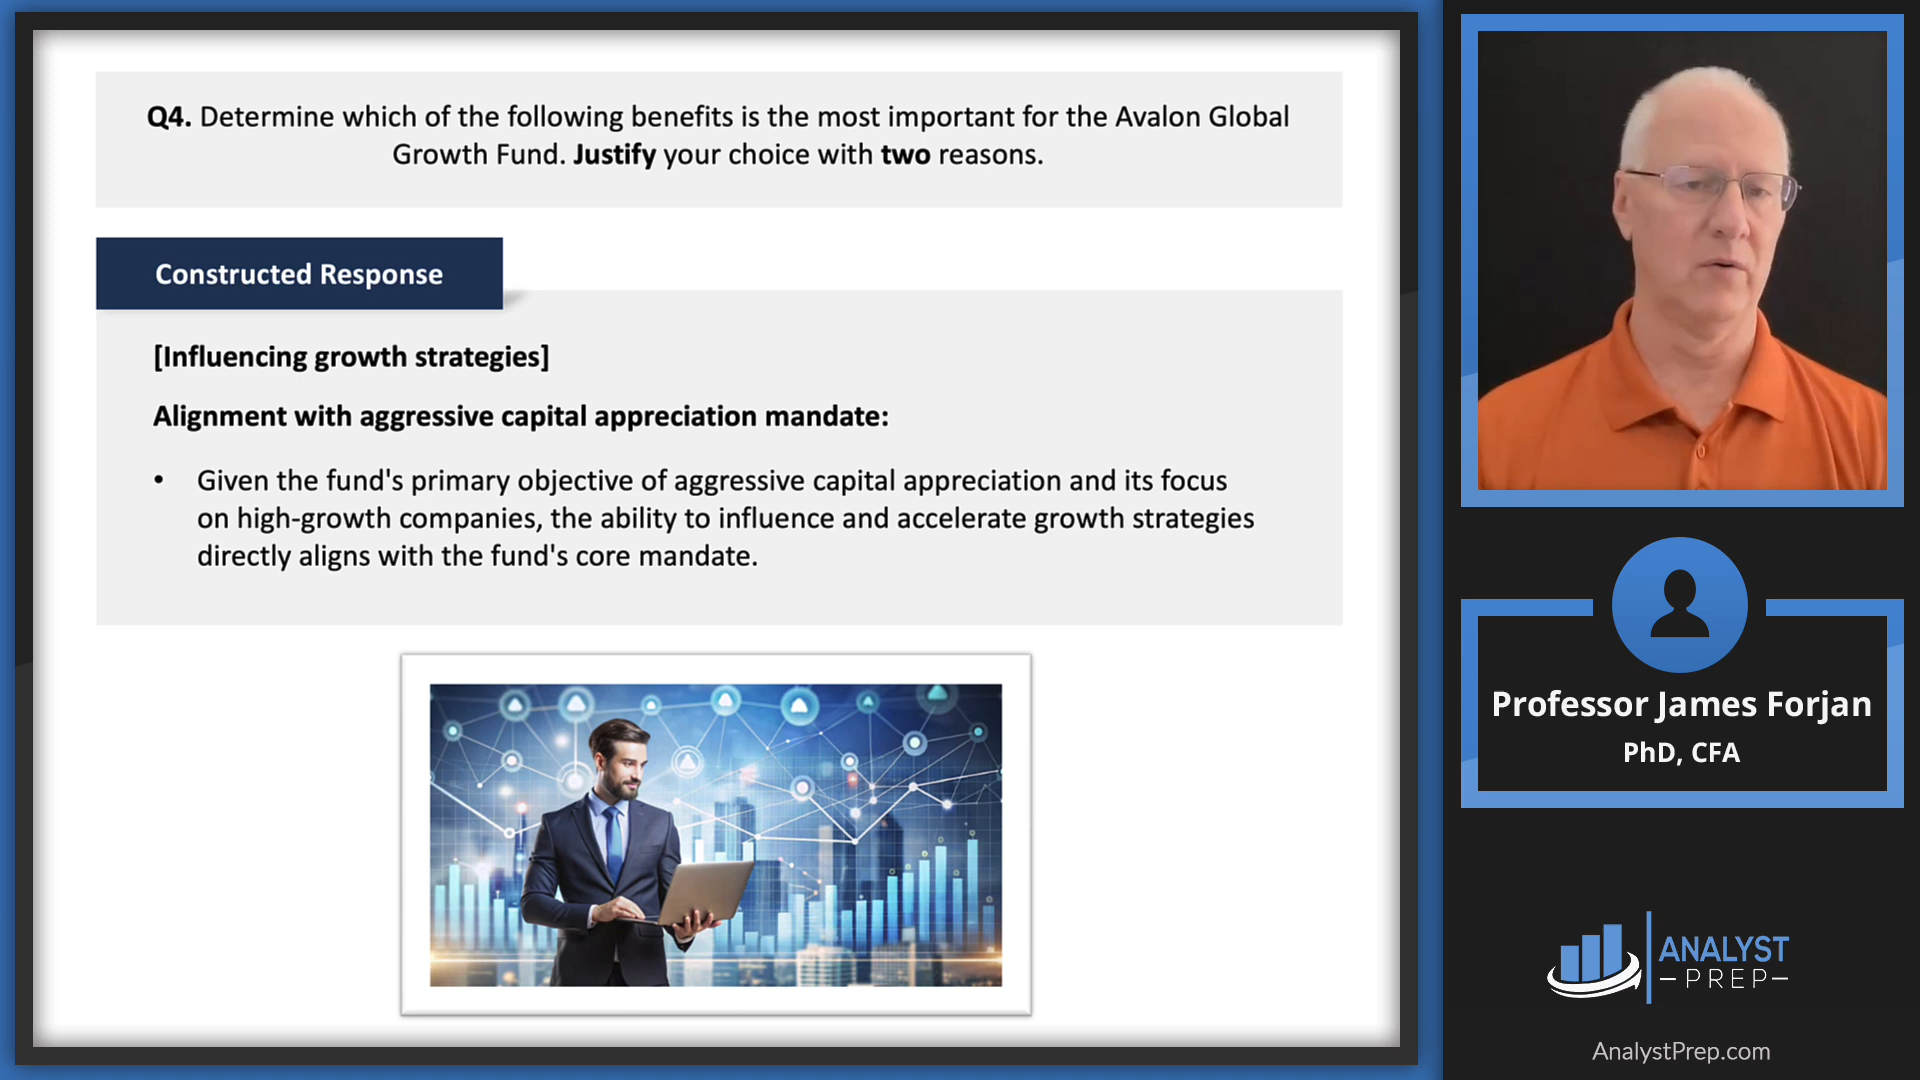 Q4. Determine which of the following benefits is the most important for the Avalon Global
Growth Fund. Justify your choice with two reasons.
Constructed Response
[Influencing growth strategies]
Alignment with aggressive capital appreciation mandate:
• Given the fund's primary objective of aggressive capital appreciation and its focus
on high-growth companies, the ability to influence and accelerate growth strategies
directly aligns with the fund's core mandate.
Professor James Forjan
PhD, CFA
ANALYST
PREP
AnalystPrep.com